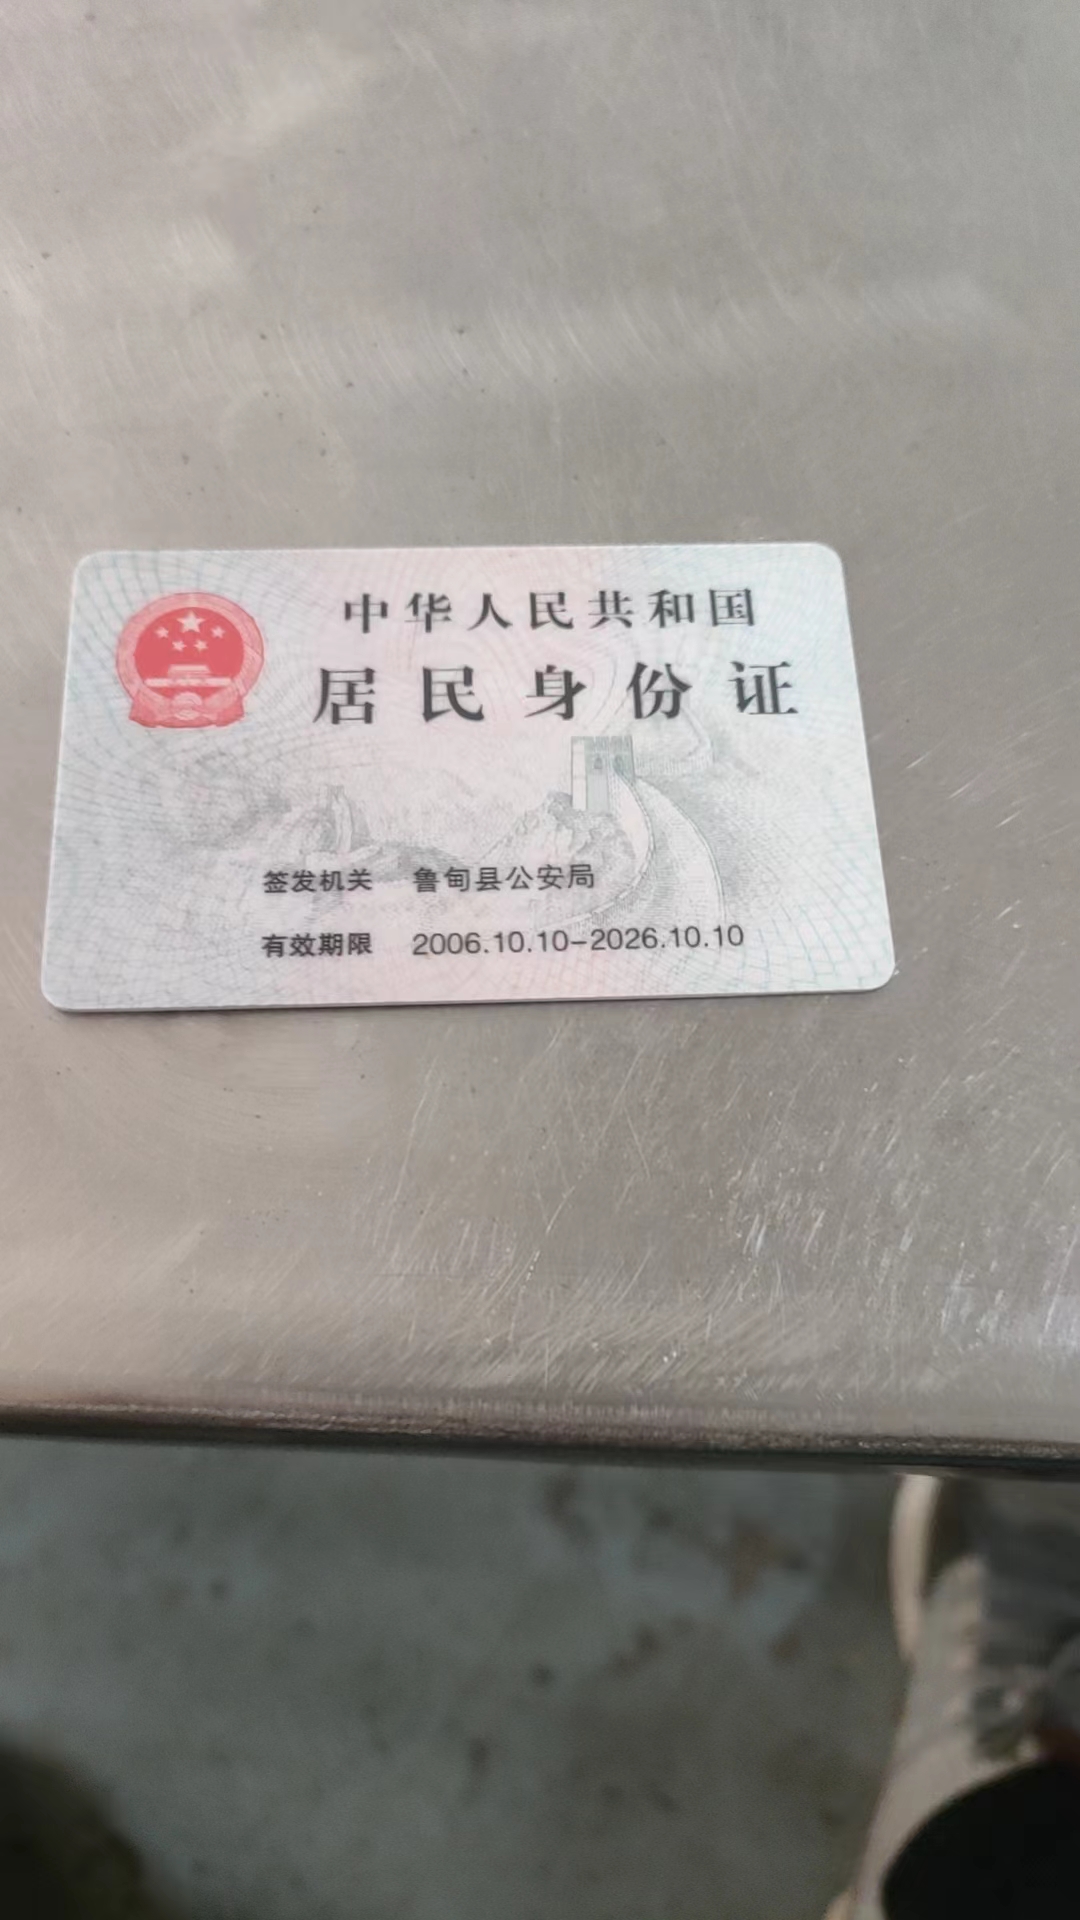 中华人民共和国
居民身份证
签发机关 鲁甸县公安局
有效期限 2006.10.10-2026.10.10